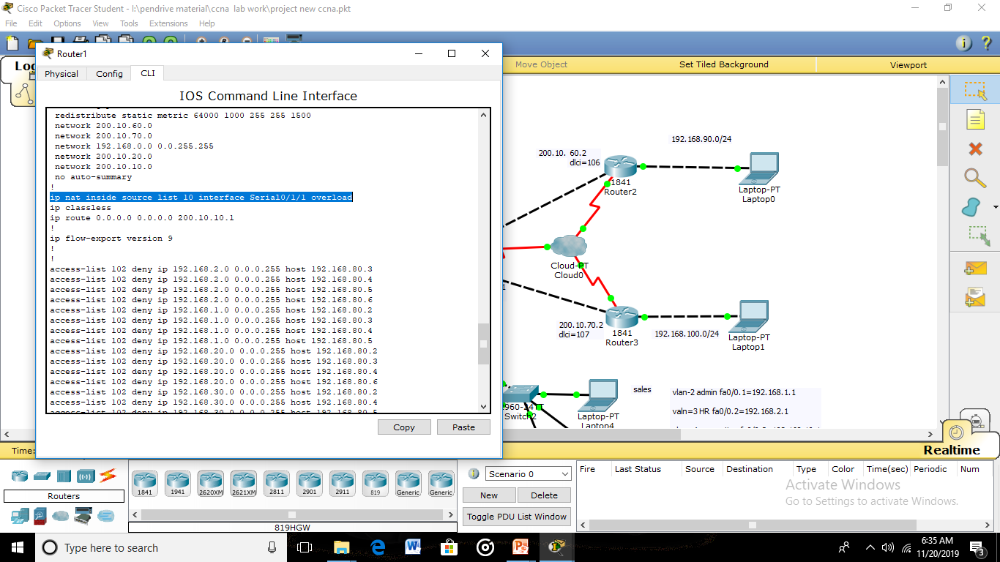 Cisco Packet Tracer Student - I:\pendrive material\ccna lab work\project new ccna.pkt
File Edit Options View Tools Extensions Help
Router1
Move Object Set Tiled Background Viewport
Physical Config CLI
IOS Command Line Interface
redistribute static metric 64000 1000 255 255 1500
network 200.10.60.0
network 200.10.70.0
network 192.168.0.0 0.0.255.255
network 200.10.20.0
network 200.10.10.0
no auto-summary
!
ip nat inside source list 10 interface Serial0/1/1 overload
ip classless
ip route 0.0.0.0 0.0.0.0 200.10.10.1
!
ip flow-export version 9
!
!
access-list 102 deny ip 192.168.2.0 0.0.0.255 host 192.168.80.3
access-list 102 deny ip 192.168.2.0 0.0.0.255 host 192.168.80.4
access-list 102 deny ip 192.168.2.0 0.0.0.255 host 192.168.80.5
access-list 102 deny ip 192.168.2.0 0.0.0.255 host 192.168.80.6
access-list 102 deny ip 192.168.1.0 0.0.0.255 host 192.168.80.2
access-list 102 deny ip 192.168.1.0 0.0.0.255 host 192.168.80.3
access-list 102 deny ip 192.168.1.0 0.0.0.255 host 192.168.80.4
access-list 102 deny ip 192.168.1.0 0.0.0.255 host 192.168.80.5
access-list 102 deny ip 192.168.20.0 0.0.0.255 host 192.168.80.2
access-list 102 deny ip 192.168.20.0 0.0.0.255 host 192.168.80.3
access-list 102 deny ip 192.168.20.0 0.0.0.255 host 192.168.80.4
access-list 102 deny ip 192.168.20.0 0.0.0.255 host 192.168.80.6
access-list 102 deny ip 192.168.30.0 0.0.0.255 host 192.168.80.2
access-list 102 deny ip 192.168.30.0 0.0.0.255 host 192.168.80.4
access-list 102 deny ip 192.168.30.0 0.0.0.255 host 192.168.80.5
Copy Paste
192.168.90.0/24
200.10. 60.2
dlci=106
1841
Router2
Laptop-PT
Laptop0
Cloud-PT
Cloud0
200.10.70.2
dlci=107
1841
Router3
192.168.100.0/24
Laptop-PT
Laptop1
2960-24TT
Switch2
Laptop-PT
Laptop4
sales
vlan-2 admin fa0/0.1=192.168.1.1
valn=3 HR fa0/0.2=192.168.2.1
Time:
Realtime
Routers
1841 1941 2620XM 2621XM 2811 2901 2911 819 Generic Generic
819HGW
Scenario 0
New Delete
Toggle PDU List Window
Fire Last Status Source Destination Type Color Time(sec) Periodic Num
Activate Windows
Go to Settings to activate Windows.
Type here to search
6:35 AM
11/20/2019
3